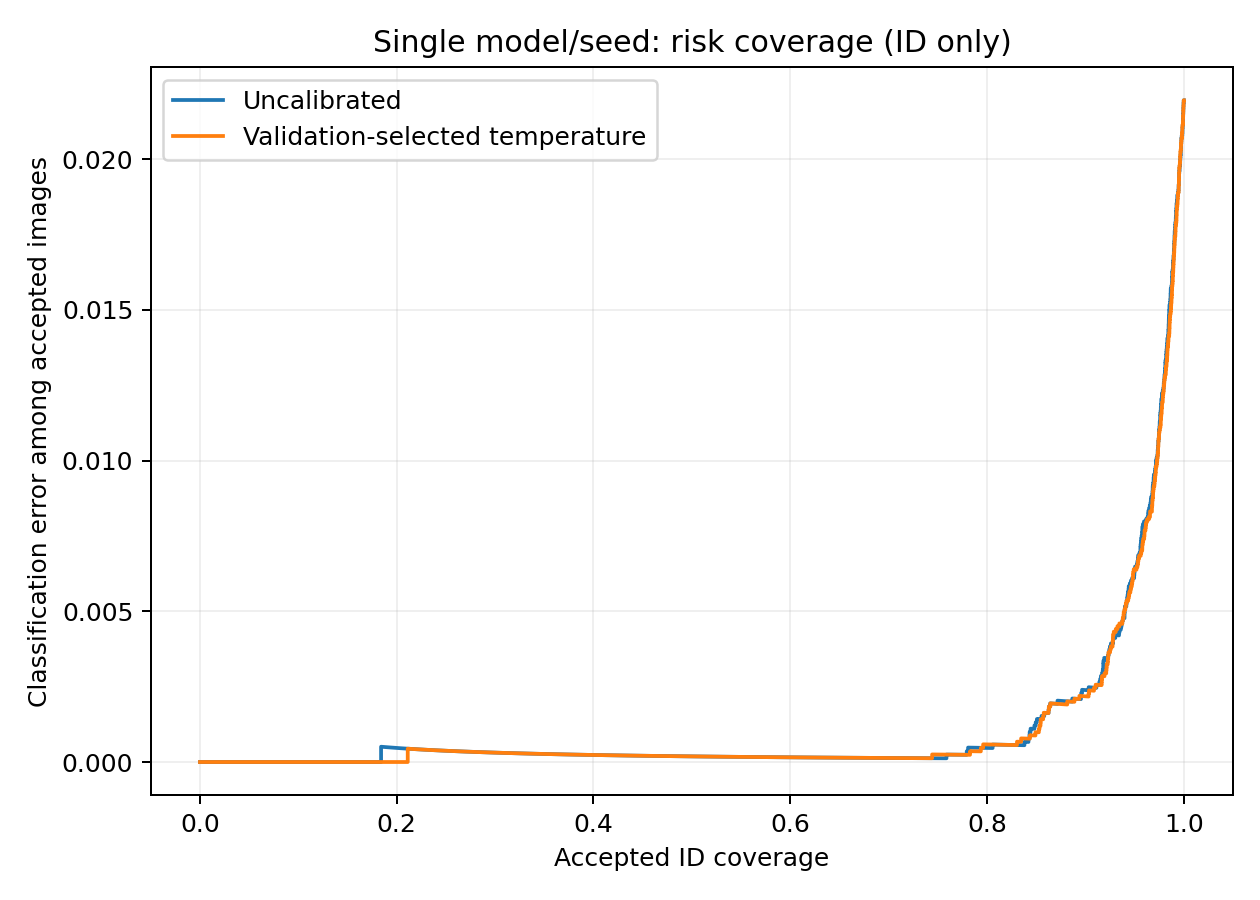 Single model/seed: risk coverage (ID only)
Uncalibrated
Validation-selected temperature
Classification error among accepted images
0.020
0.015
0.010
0.005
0.000
0.0 0.2 0.4 0.6 0.8 1.0
Accepted ID coverage